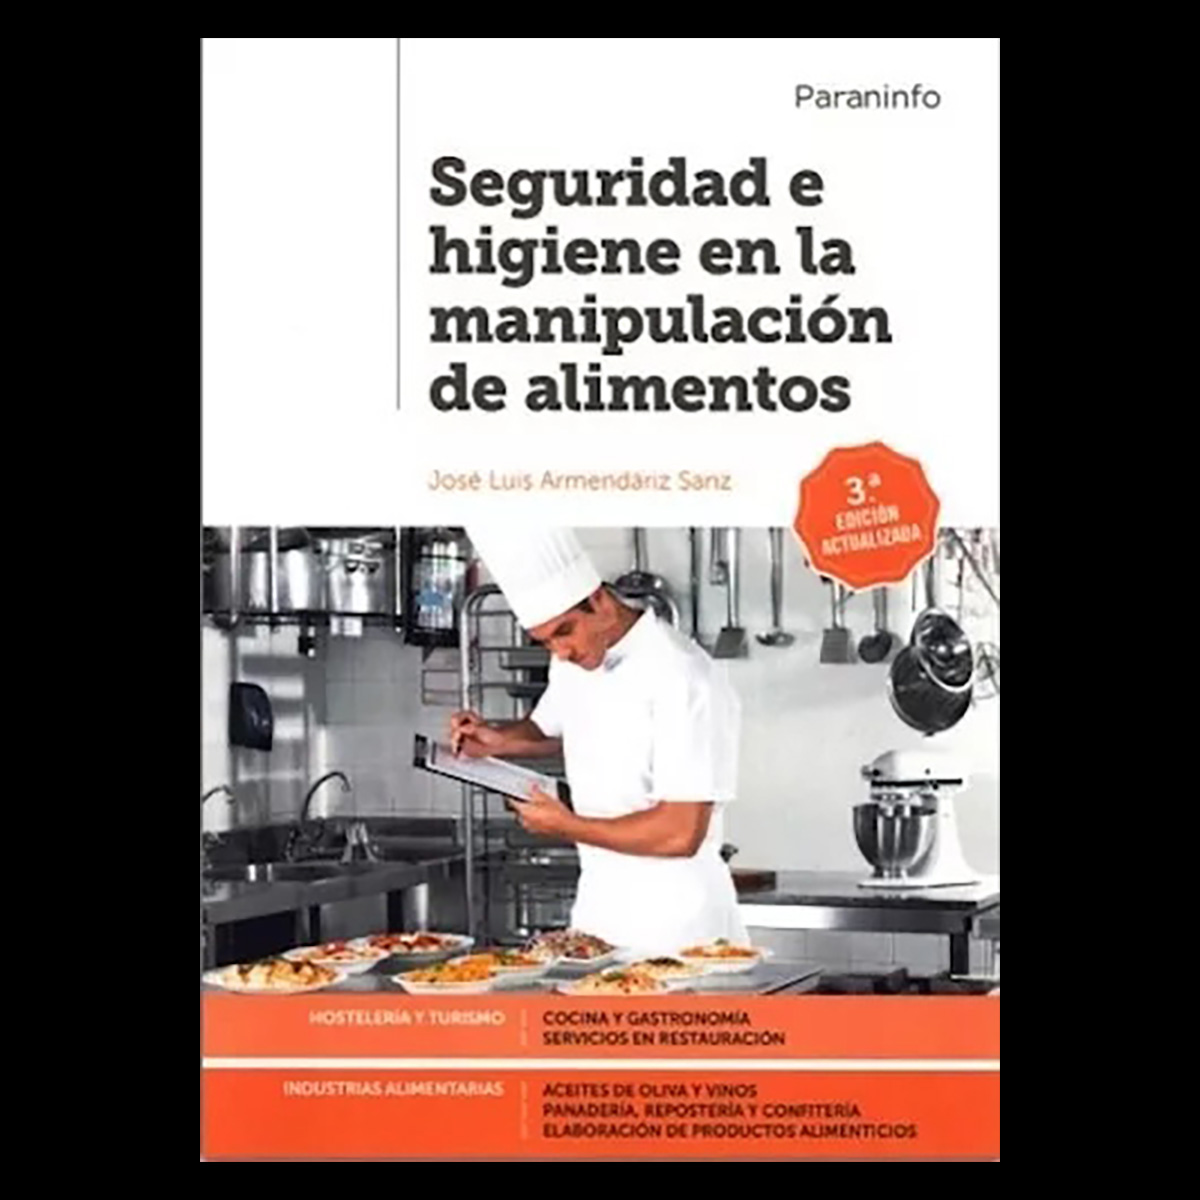 Paraninfo
Seguridad e
higiene en la
manipulación
de alimentos
José Luis Armendáriz Sanz
3.ª
EDICIÓN
ACTUALIZADA
HOSTELERÍA Y TURISMO
COCINA Y GASTRONOMÍA
SERVICIOS EN RESTAURACIÓN
INDUSTRIAS ALIMENTARIAS
ACEITES DE OLIVA Y VINOS
PANADERÍA, REPOSTERÍA Y CONFITERÍA
ELABORACIÓN DE PRODUCTOS ALIMENTICIOS